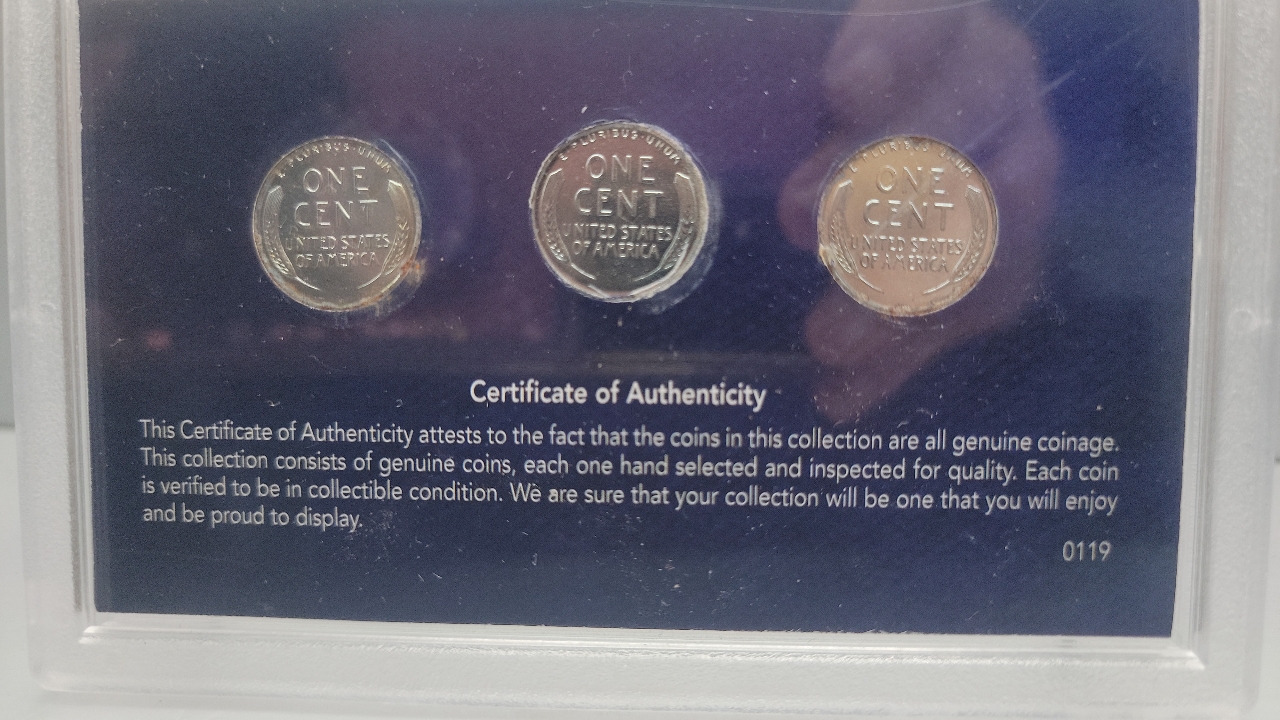 E·PLURIBUS·UNUM
ONE
CENT
UNITED STATES
OF AMERICA
E·PLURIBUS·UNUM
ONE
CENT
UNITED STATES
OF AMERICA
E·PLURIBUS·UNUM
ONE
CENT
UNITED STATES
OF AMERICA
Certificate of Authenticity
This Certificate of Authenticity attests to the fact that the coins in this collection are all genuine coinage.
This collection consists of genuine coins, each one hand selected and inspected for quality. Each coin
is verified to be in collectible condition. We are sure that your collection will be one that you will enjoy
and be proud to display.
0119